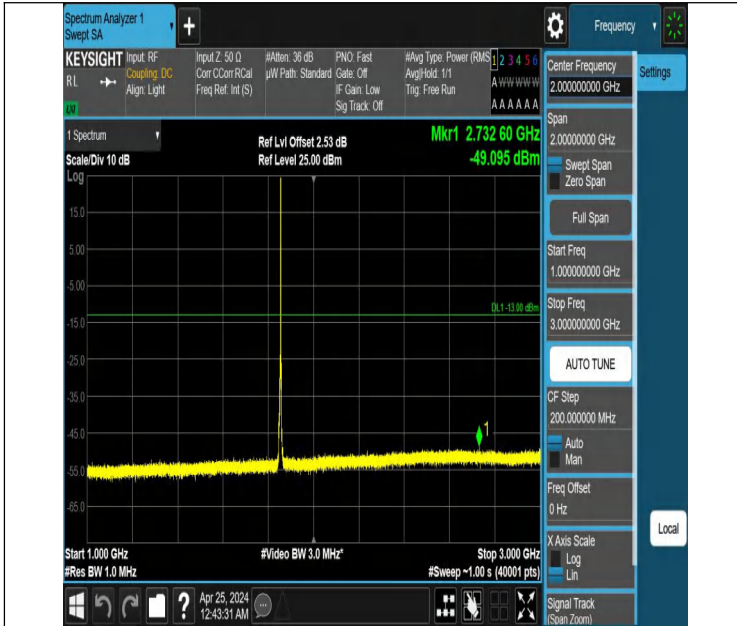 Spectrum Analyzer 1
Swept SA
+
Frequency
KEYSIGHT
RL
Input: RF
Coupling: DC
Align: Light
Input Z: 50 Ω
Corr CCorr RCal
Freq Ref: Int (S)
#Atten: 36 dB
µW Path: Standard
PNO: Fast
Gate: Off
IF Gain: Low
Sig Track: Off
#Avg Type: Power (RMS
Avg|Hold: 1/1
Trig: Free Run
1 2 3 4 5 6
A W W W W W
A A A A A A
1 Spectrum
Scale/Div 10 dB
Ref Lvl Offset 2.53 dB
Ref Level 25.00 dBm
Mkr1 2.732 60 GHz
-49.095 dBm
Log
15.0
5.00
-5.00
-15.0
-25.0
-35.0
-45.0
-55.0
-65.0
DL1 -13.00 dBm
1
Start 1.000 GHz
#Res BW 1.0 MHz
#Video BW 3.0 MHz*
Stop 3.000 GHz
#Sweep ~1.00 s (40001 pts)
Center Frequency
2.000000000 GHz
Settings
Span
2.00000000 GHz
Swept Span
Zero Span
Full Span
Start Freq
1.000000000 GHz
Stop Freq
3.000000000 GHz
AUTO TUNE
CF Step
200.000000 MHz
Auto
Man
Freq Offset
0 Hz
X Axis Scale
Log
Lin
Signal Track
(Span Zoom)
Local
?
Apr 25, 2024
12:43:31 AM